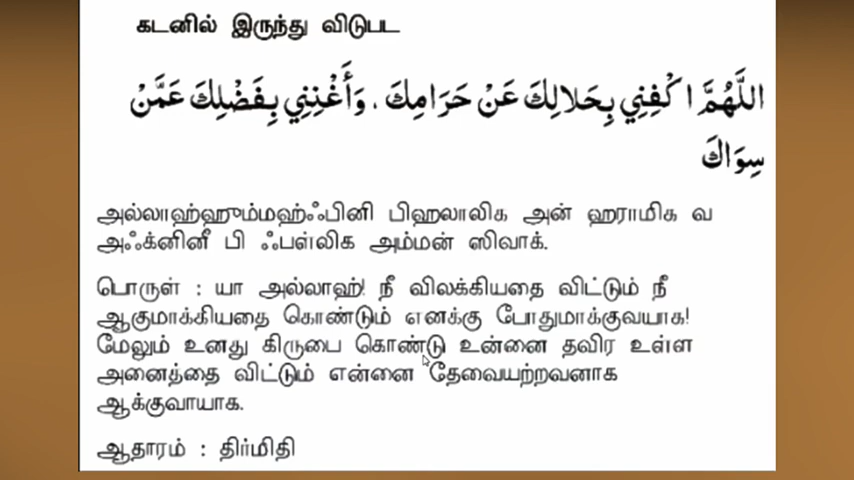 கடனில் இருந்து விடுபட
اللَّهُمَّ اكْفِنِي بِحَلالِكَ عَنْ حَرَامِكَ . وَأَغْنِنِي بِفَضْلِكَ عَمَّنْ
سِوَاكَ
அல்லாஹ்ஹும்மஹ்ஃபினி பிஹலாலிக அன் ஹராமிக வ
அஃக்னினீ பி ஃபள்லிக அம்மன் ஸிவாக்.
பொருள் : யா அல்லாஹ்! நீ விலக்கியதை விட்டும் நீ
ஆகுமாக்கியதை கொண்டும் எனக்கு போதுமாக்குவயாக!
மேலும் உனது கிருபை கொண்டு உன்னை தவிர உள்ள
அனைத்தை விட்டும் என்னை தேவையற்றவனாக
ஆக்குவாயாக.
ஆதாரம் : திர்மிதி